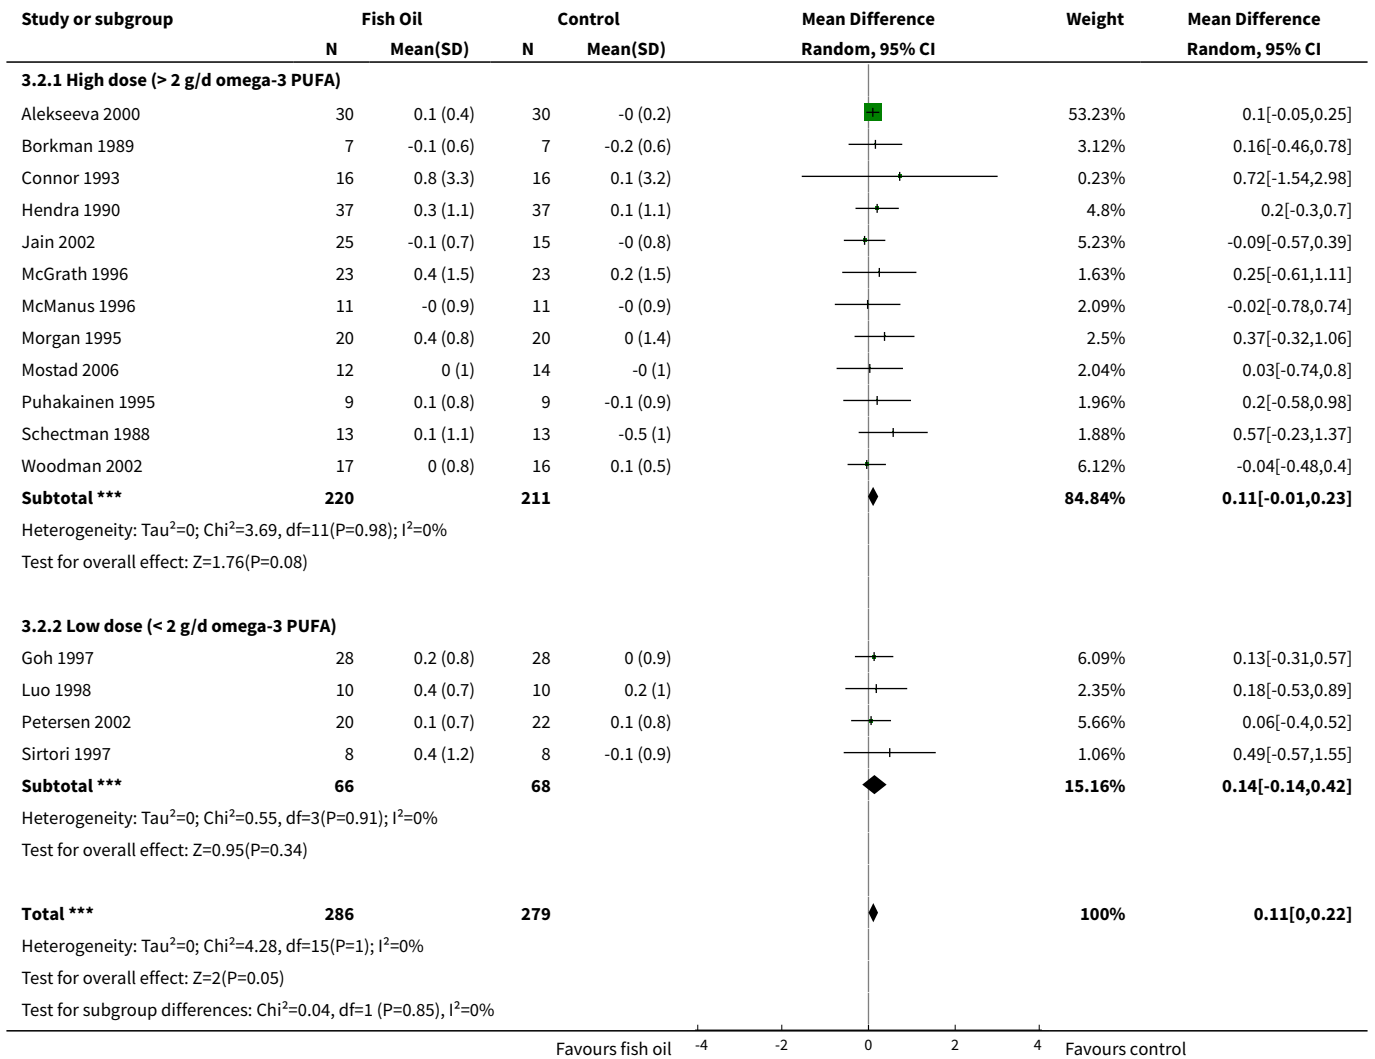 Study or subgroup Fish Oil Control Mean Difference Weight Mean Difference
N Mean(SD) N Mean(SD) Random, 95% CI Random, 95% CI
3.2.1 High dose (> 2 g/d omega-3 PUFA)
Alekseeva 2000 30 0.1 (0.4) 30 -0 (0.2) 53.23% 0.1[-0.05,0.25]
Borkman 1989 7 -0.1 (0.6) 7 -0.2 (0.6) 3.12% 0.16[-0.46,0.78]
Connor 1993 16 0.8 (3.3) 16 0.1 (3.2) 0.23% 0.72[-1.54,2.98]
Hendra 1990 37 0.3 (1.1) 37 0.1 (1.1) 4.8% 0.2[-0.3,0.7]
Jain 2002 25 -0.1 (0.7) 15 -0 (0.8) 5.23% -0.09[-0.57,0.39]
McGrath 1996 23 0.4 (1.5) 23 0.2 (1.5) 1.63% 0.25[-0.61,1.11]
McManus 1996 11 -0 (0.9) 11 -0 (0.9) 2.09% -0.02[-0.78,0.74]
Morgan 1995 20 0.4 (0.8) 20 0 (1.4) 2.5% 0.37[-0.32,1.06]
Mostad 2006 12 0 (1) 14 -0 (1) 2.04% 0.03[-0.74,0.8]
Puhakainen 1995 9 0.1 (0.8) 9 -0.1 (0.9) 1.96% 0.2[-0.58,0.98]
Schectman 1988 13 0.1 (1.1) 13 -0.5 (1) 1.88% 0.57[-0.23,1.37]
Woodman 2002 17 0 (0.8) 16 0.1 (0.5) 6.12% -0.04[-0.48,0.4]
Subtotal *** 220 211 84.84% 0.11[-0.01,0.23]
Heterogeneity: Tau²=0; Chi²=3.69, df=11(P=0.98); I²=0%
Test for overall effect: Z=1.76(P=0.08)
3.2.2 Low dose (< 2 g/d omega-3 PUFA)
Goh 1997 28 0.2 (0.8) 28 0 (0.9) 6.09% 0.13[-0.31,0.57]
Luo 1998 10 0.4 (0.7) 10 0.2 (1) 2.35% 0.18[-0.53,0.89]
Petersen 2002 20 0.1 (0.7) 22 0.1 (0.8) 5.66% 0.06[-0.4,0.52]
Sirtori 1997 8 0.4 (1.2) 8 -0.1 (0.9) 1.06% 0.49[-0.57,1.55]
Subtotal *** 66 68 15.16% 0.14[-0.14,0.42]
Heterogeneity: Tau²=0; Chi²=0.55, df=3(P=0.91); I²=0%
Test for overall effect: Z=0.95(P=0.34)
Total *** 286 279 100% 0.11[0,0.22]
Heterogeneity: Tau²=0; Chi²=4.28, df=15(P=1); I²=0%
Test for overall effect: Z=2(P=0.05)
Test for subgroup differences: Chi²=0.04, df=1 (P=0.85), I²=0%
Favours fish oil -4 -2 0 2 4 Favours control